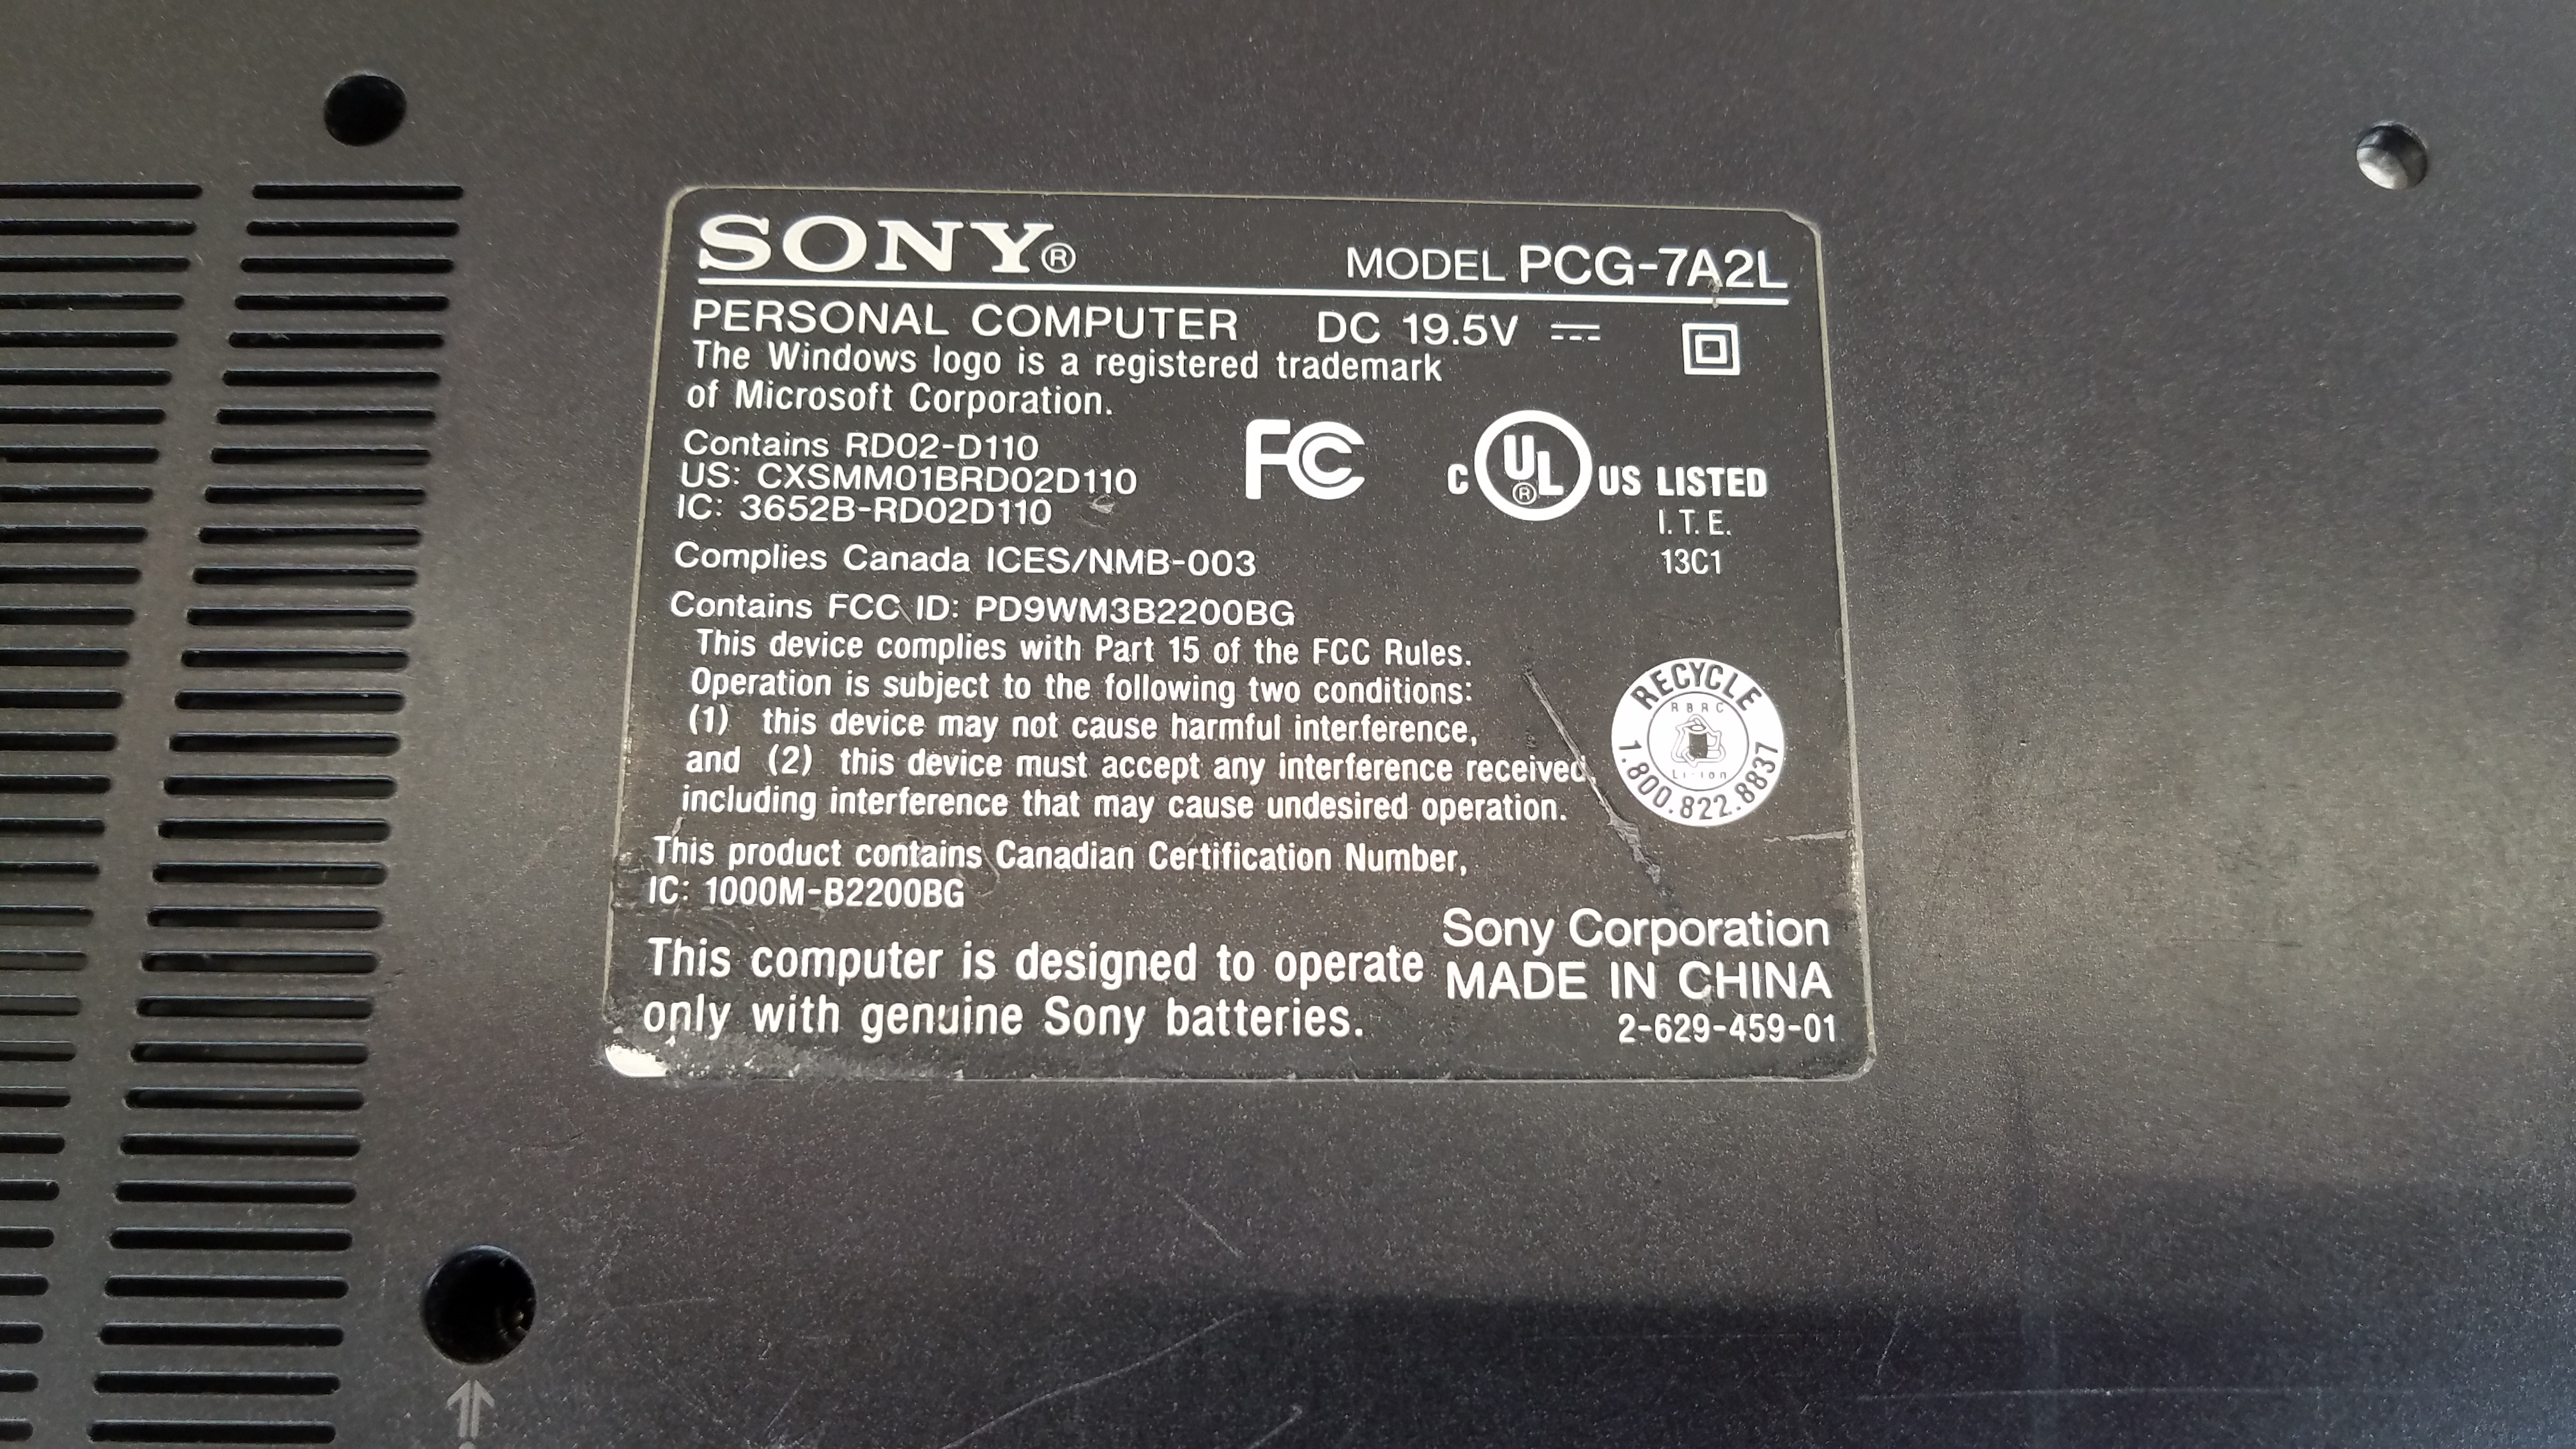 SONY®
MODEL PCG-7A2L
PERSONAL COMPUTER DC 19.5V
The Windows logo is a registered trademark
of Microsoft Corporation.
Contains RD02-D110
US: CXSMM01BRD02D110
IC: 3652B-RD02D110
FC
C UL® US LISTED
I.T.E.
13C1
Complies Canada ICES/NMB-003
Contains FCC ID: PD9WM3B2200BG
This device complies with Part 15 of the FCC Rules.
Operation is subject to the following two conditions:
(1) this device may not cause harmful interference,
and (2) this device must accept any interference received,
including interference that may cause undesired operation.
RECYCLE
RBRC
Li-ion
1.800.822.8837
This product contains Canadian Certification Number,
IC: 1000M-B2200BG
This computer is designed to operate
only with genuine Sony batteries.
Sony Corporation
MADE IN CHINA
2-629-459-01